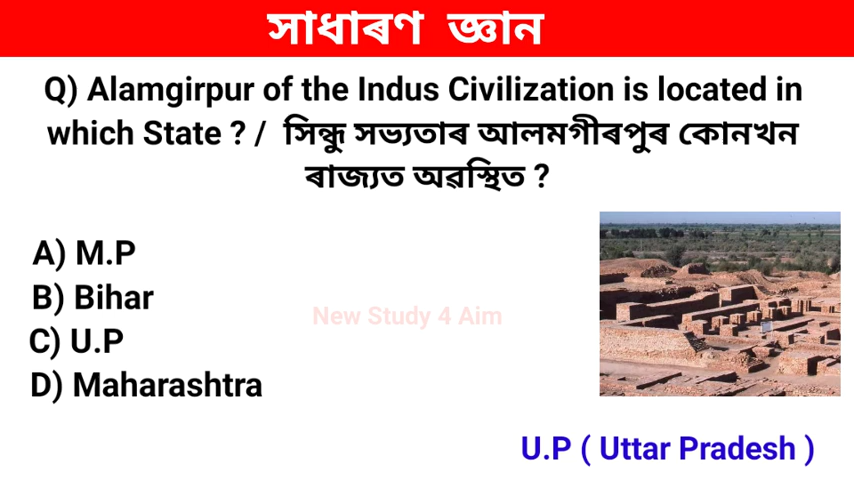 সাধাৰণ জ্ঞান
Q) Alamgirpur of the Indus Civilization is located in
which State ? / সিন্ধু সভ্যতাৰ আলমগীৰপুৰ কোনখন
ৰাজ্যত অৱস্থিত ?
A) M.P
B) Bihar
C) U.P
D) Maharashtra
New Study 4 Aim
U.P ( Uttar Pradesh )